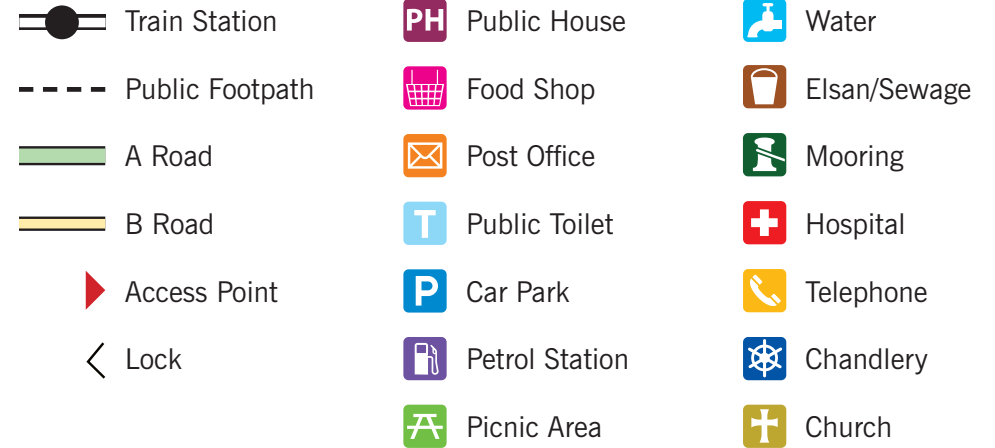 Train Station
Public Footpath
A Road
B Road
Access Point
Lock
PH Public House
Food Shop
Post Office
T Public Toilet
P Car Park
Petrol Station
Picnic Area
Water
Elsan/Sewage
Mooring
Hospital
Telephone
Chandlery
Church